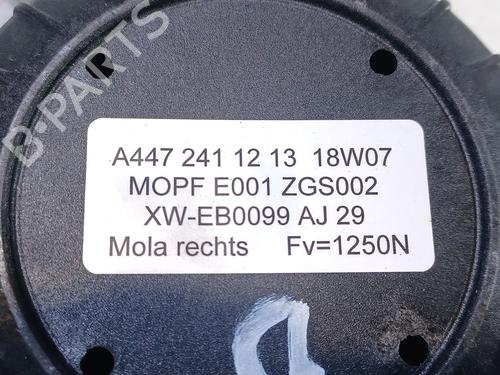 B-PARTS
A447 241 12 13 18W07
MOPF E001 ZGS002
XW-EB0099 AJ 29
Mola rechts Fv=1250N
D